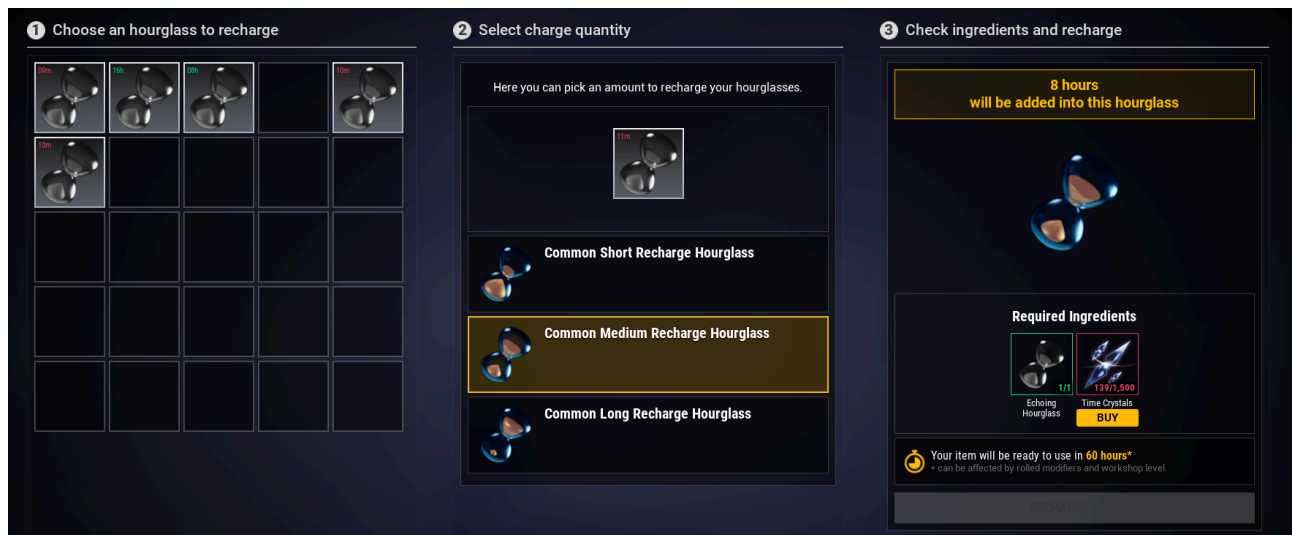 1 Choose an hourglass to recharge
09m
16h
08h
10m
10m
2 Select charge quantity
Here you can pick an amount to recharge your hourglasses.
11m
Common Short Recharge Hourglass
Common Medium Recharge Hourglass
Common Long Recharge Hourglass
3 Check ingredients and recharge
8 hours
will be added into this hourglass
Required Ingredients
1/1
139/1,500
Echoing
Hourglass
Time Crystals
BUY
Your item will be ready to use in 60 hours*
* can be affected by rolled modifiers and workshop level.
RECHARGE